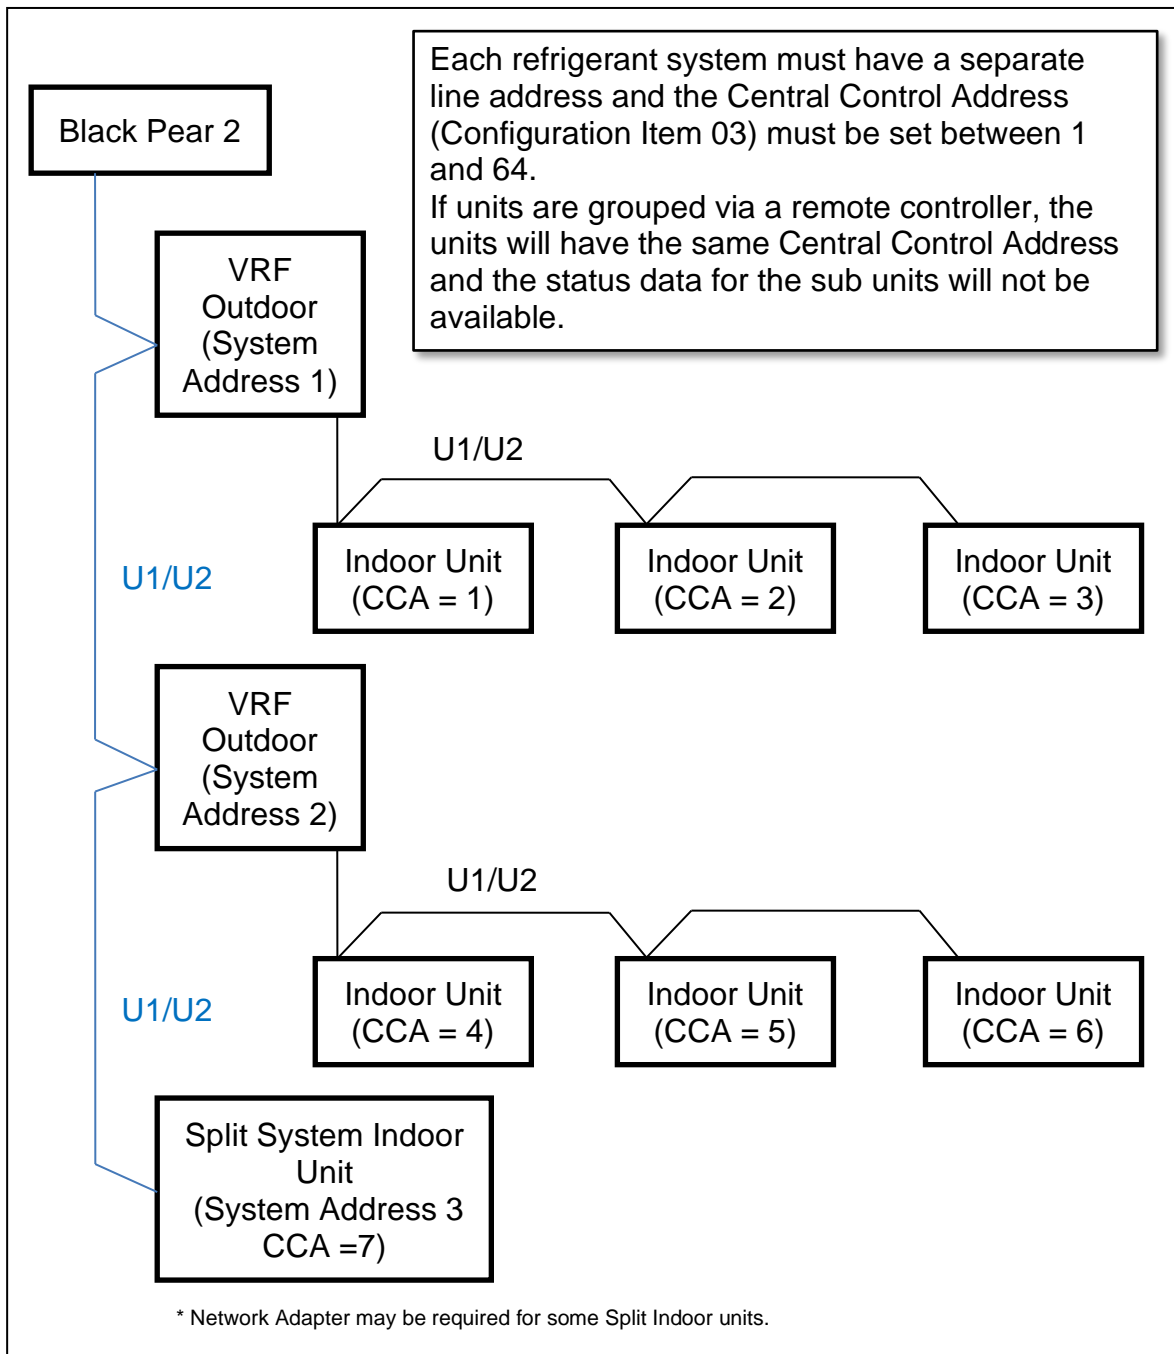 Each refrigerant system must have a separate
line address and the Central Control Address
(Configuration Item 03) must be set between 1
and 64.
If units are grouped via a remote controller, the
units will have the same Central Control Address
and the status data for the sub units will not be
available.
Black Pear 2
VRF
Outdoor
(System
Address 1)
U1/U2
Indoor Unit
(CCA = 1)
Indoor Unit
(CCA = 2)
Indoor Unit
(CCA = 3)
U1/U2
VRF
Outdoor
(System
Address 2)
U1/U2
Indoor Unit
(CCA = 4)
Indoor Unit
(CCA = 5)
Indoor Unit
(CCA = 6)
U1/U2
Split System Indoor
Unit
(System Address 3
CCA =7)
* Network Adapter may be required for some Split Indoor units.